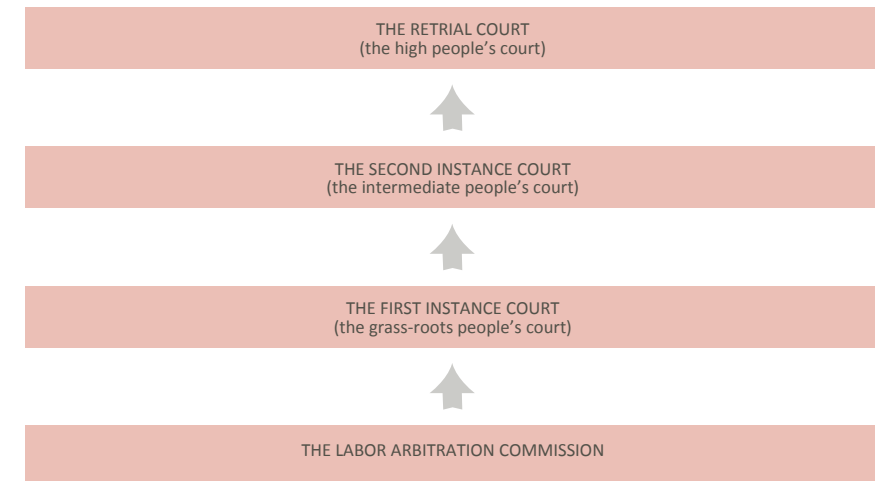 THE RETRIAL COURT
(the high people’s court)
THE SECOND INSTANCE COURT
(the intermediate people’s court)
THE FIRST INSTANCE COURT
(the grass-roots people’s court)
THE LABOR ARBITRATION COMMISSION